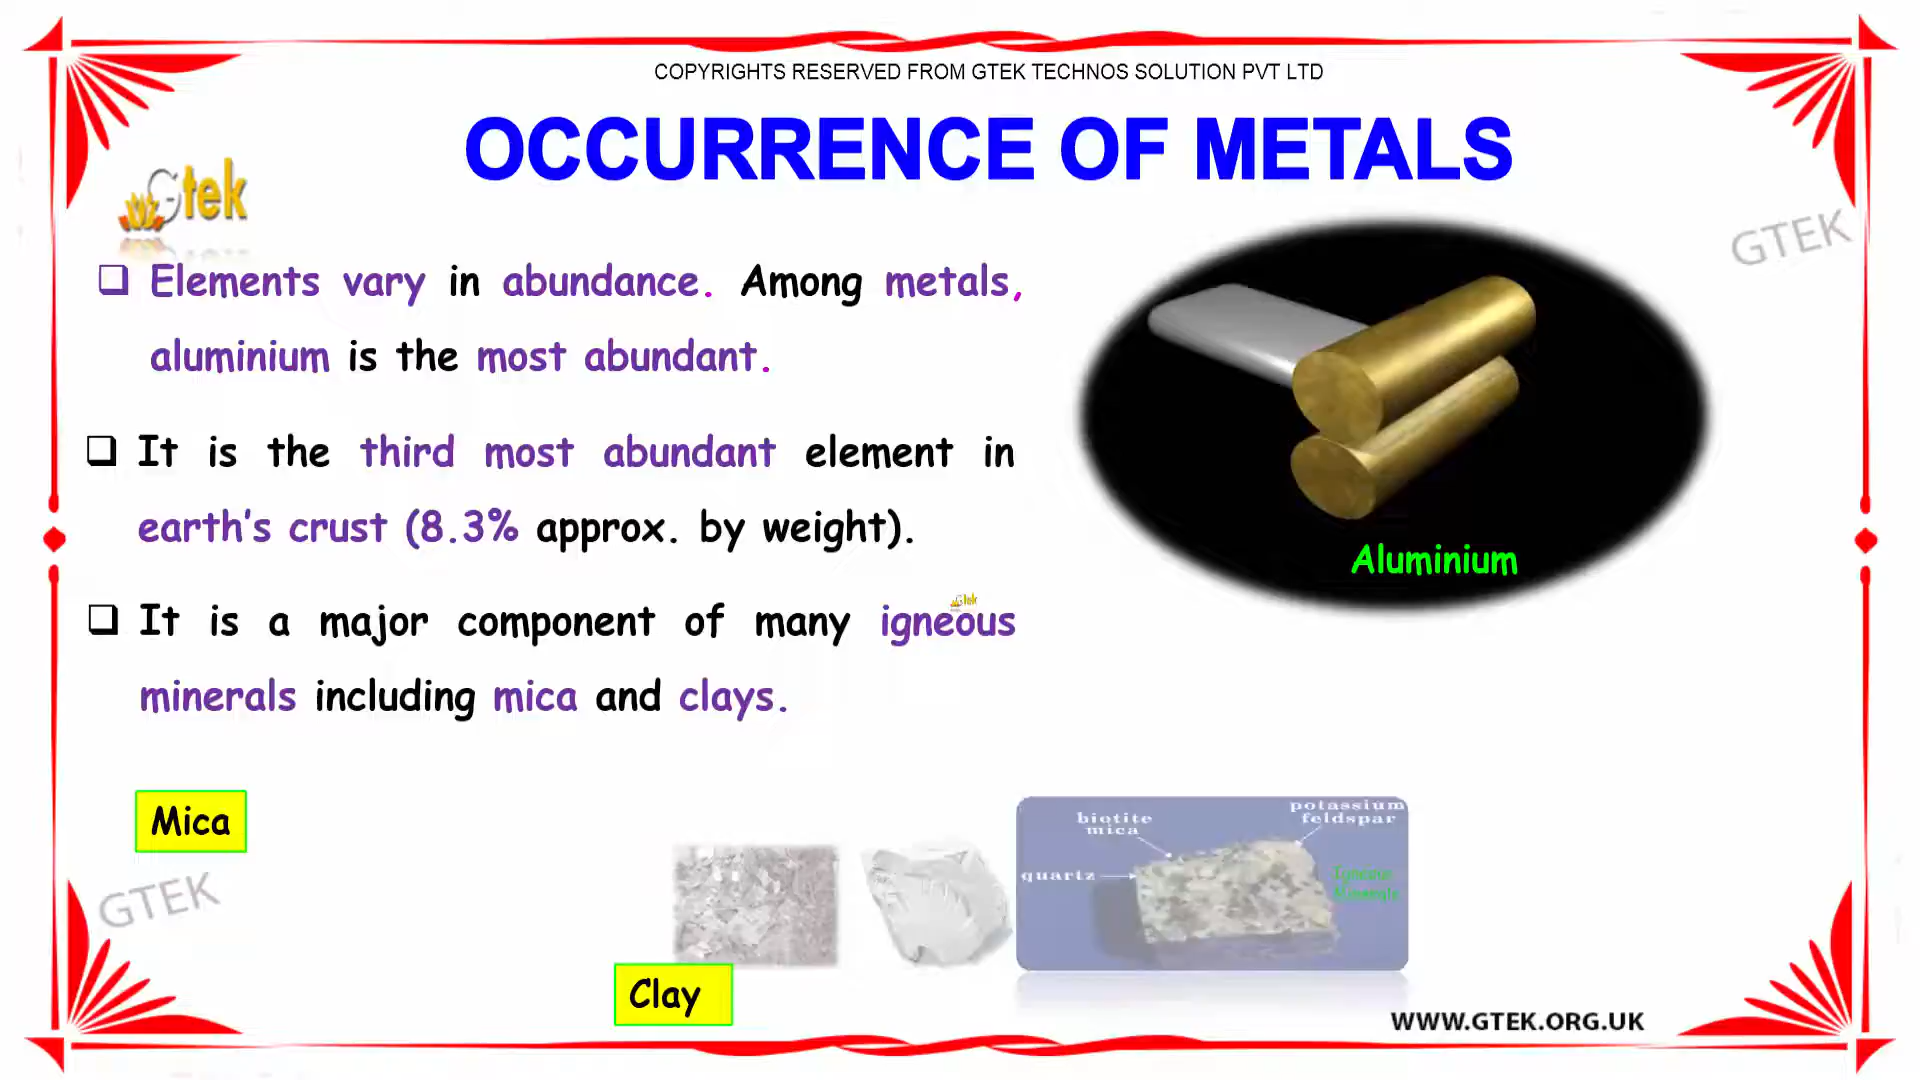 COPYRIGHTS RESERVED FROM GTEK TECHNOS SOLUTION PVT LTD
OCCURRENCE OF METALS
Gtek
GTEK
❑ Elements vary in abundance. Among metals,
aluminium is the most abundant.
❑ It is the third most abundant element in
earth's crust (8.3% approx. by weight).
❑ It is a major component of many igneous
minerals including mica and clays.
Gtek
Aluminium
Mica
GTEK
biotite
mica
potassium
feldspar
quartz
Igneous
Minerals
Clay
WWW.GTEK.ORG.UK